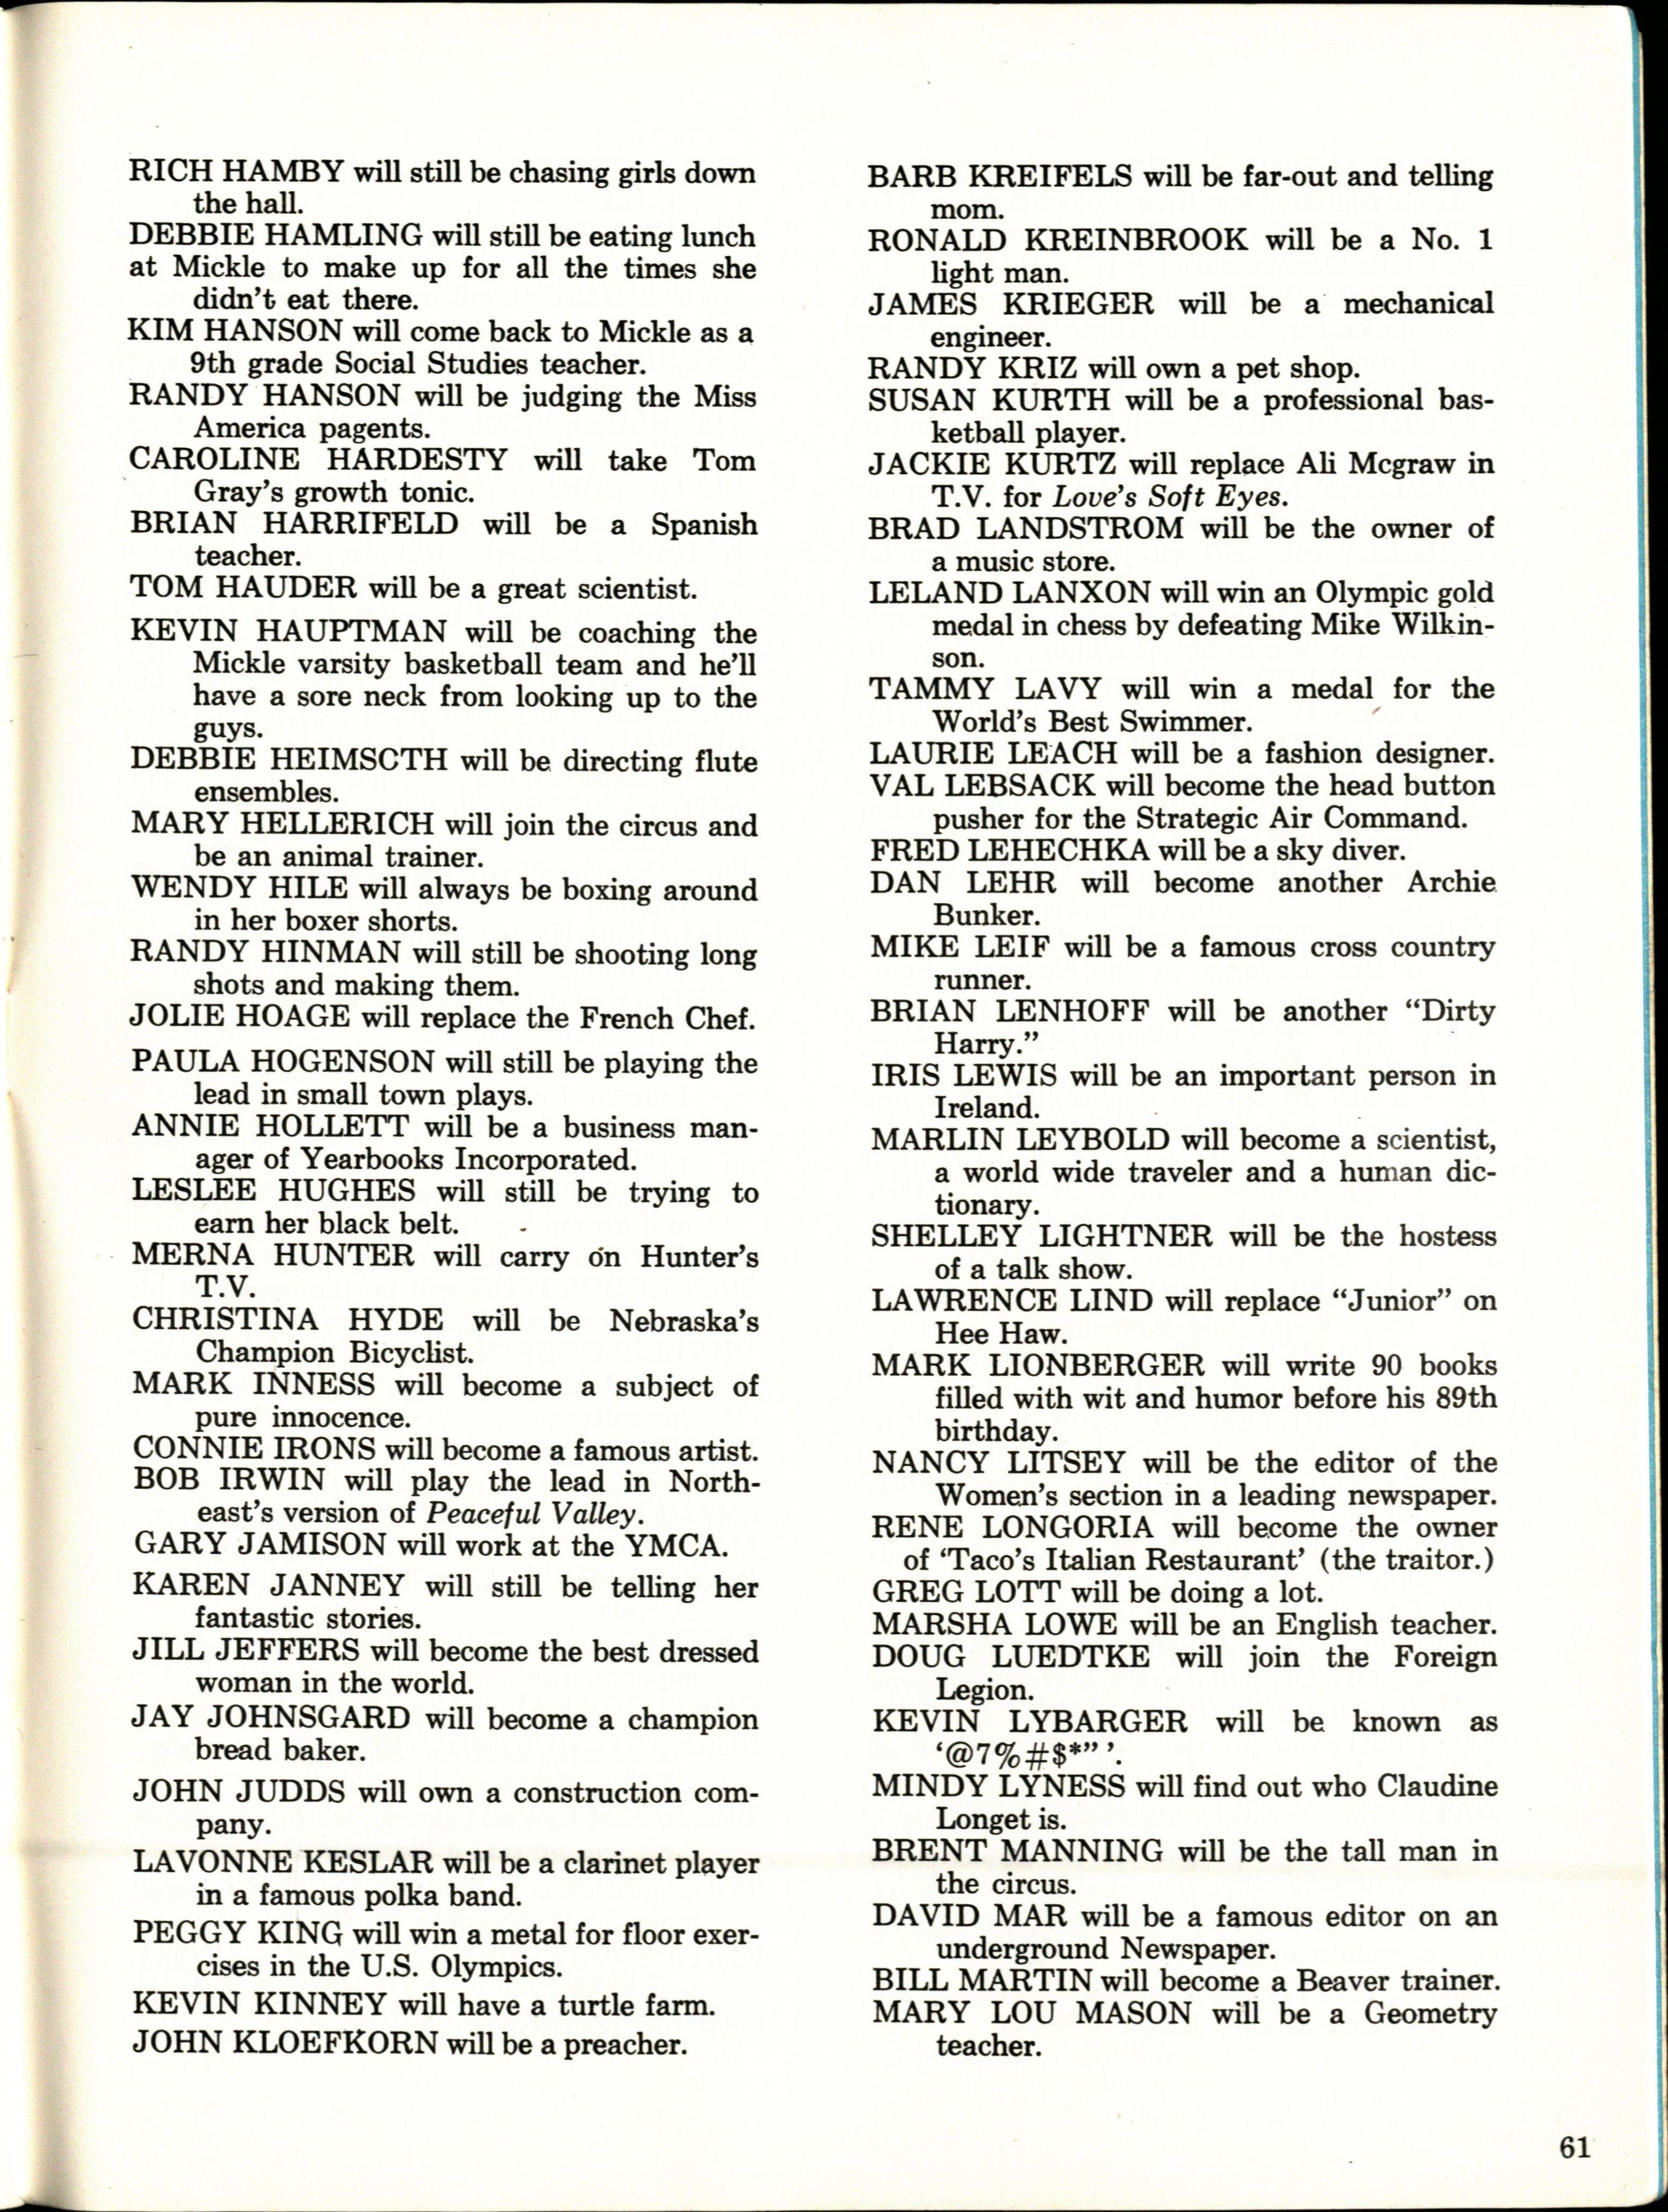 RICH HAMBY will still be chasing girls down
the hall.
DEBBIE HAMLING will still be eating lunch
at Mickle to make up for all the times she
didn't eat there.
KIM HANSON will come back to Mickle as a
9th grade Social Studies teacher.
RANDY HANSON will be judging the Miss
America pagents.
CAROLINE HARDESTY will take Tom
Gray's growth tonic.
BRIAN HARRIFELD will be a Spanish
teacher.
TOM HAUDER will be a great scientist.
KEVIN HAUPTMAN will be coaching the
Mickle varsity basketball team and he'll
have a sore neck from looking up to the
guys.
DEBBIE HEIMSOTH will be directing flute
ensembles.
MARY HELLERICH will join the circus and
be an animal trainer.
WENDY HILE will always be boxing around
in her boxer shorts.
RANDY HINMAN will still be shooting long
shots and making them.
JOLIE HOAGE will replace the French Chef.
PAULA HOGENSON will still be playing the
lead in small town plays.
ANNIE HOLLETT will be a business man-
ager of Yearbooks Incorporated.
LESLEE HUGHES will still be trying to
earn her black belt.
MERNA HUNTER will carry on Hunter's
T.V.
CHRISTINA HYDE will be Nebraska's
Champion Bicyclist.
MARK INNESS will become a subject of
pure innocence.
CONNIE IRONS will become a famous artist.
BOB IRWIN will play the lead in North-
east's version of Peaceful Valley.
GARY JAMISON will work at the YMCA.
KAREN JANNEY will still be telling her
fantastic stories.
JILL JEFFERS will become the best dressed
woman in the world.
JAY JOHNSGARD will become a champion
bread baker.
JOHN JUDDS will own a construction com-
pany.
LAVONNE KESLAR will be a clarinet player
in a famous polka band.
PEGGY KING will win a metal for floor exer-
cises in the U.S. Olympics.
KEVIN KINNEY will have a turtle farm.
JOHN KLOEFKORN will be a preacher.
BARB KREIFELS will be far-out and telling
mom.
RONALD KREINBROOK will be a No. 1
light man.
JAMES KRIEGER will be a mechanical
engineer.
RANDY KRIZ will own a pet shop.
SUSAN KURTH will be a professional bas-
ketball player.
JACKIE KURTZ will replace Ali Mcgraw in
T.V. for Love's Soft Eyes.
BRAD LANDSTROM will be the owner of
a music store.
LELAND LANXON will win an Olympic gold
medal in chess by defeating Mike Wilkin-
son.
TAMMY LAVY will win a medal for the
World's Best Swimmer.
LAURIE LEACH will be a fashion designer.
VAL LEBSACK will become the head button
pusher for the Strategic Air Command.
FRED LEHECHKA will be a sky diver.
DAN LEHR will become another Archie
Bunker.
MIKE LEIF will be a famous cross country
runner.
BRIAN LENHOFF will be another "Dirty
Harry."
IRIS LEWIS will be an important person in
Ireland.
MARLIN LEYBOLD will become a scientist,
a world wide traveler and a human dic-
tionary.
SHELLEY LIGHTNER will be the hostess
of a talk show.
LAWRENCE LIND will replace "Junior" on
Hee Haw.
MARK LIONBERGER will write 90 books
filled with wit and humor before his 89th
birthday.
NANCY LITSEY will be the editor of the
Women's section in a leading newspaper.
RENE LONGORIA will become the owner
of 'Taco's Italian Restaurant' (the traitor.)
GREG LOTT will be doing a lot.
MARSHA LOWE will be an English teacher.
DOUG LUEDTKE will join the Foreign
Legion.
KEVIN LYBARGER will be known as
'@7%#$*" '.
MINDY LYNESS will find out who Claudine
Longet is.
BRENT MANNING will be the tall man in
the circus.
DAVID MAR will be a famous editor on an
underground Newspaper.
BILL MARTIN will become a Beaver trainer.
MARY LOU MASON will be a Geometry
teacher.
61